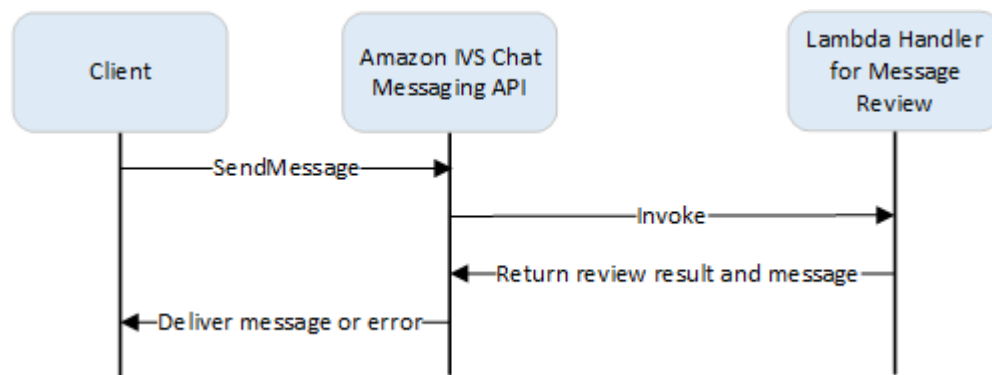 Client
Amazon IVS Chat
Messaging API
Lambda Handler
for Message
Review
SendMessage
Invoke
Return review result and message
Deliver message or error